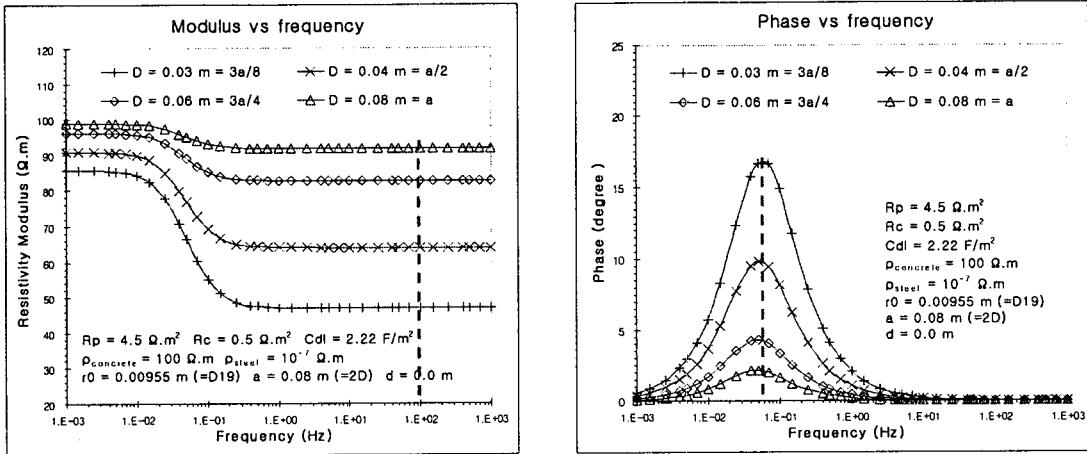 Modulus vs frequency
120
110
100
90
80
70
60
50
40
30
20
Resistivity Modulus (Ω.m)
D = 0.03 m = 3a/8
D = 0.04 m = a/2
D = 0.06 m = 3a/4
D = 0.08 m = a
Rp = 4.5 Ω.m² Rc = 0.5 Ω.m² Cdl = 2.22 F/m²
ρconcrete = 100 Ω.m ρsteel = 10⁻⁷ Ω.m
r0 = 0.00955 m (=D19) a = 0.08 m (=2D) d = 0.0 m
1.E-03 1.E-02 1.E-01 1.E+00 1.E+01 1.E+02 1.E+03
Frequency (Hz)
Phase vs frequency
25
20
15
10
5
0
Phase (degree)
D = 0.03 m = 3a/8
D = 0.04 m = a/2
D = 0.06 m = 3a/4
D = 0.08 m = a
Rp = 4.5 Ω.m²
Rc = 0.5 Ω.m²
Cdl = 2.22 F/m²
ρconcrete = 100 Ω.m
ρsteel = 10⁻⁷ Ω.m
r0 = 0.00955 m (=D19)
a = 0.08 m (=2D)
d = 0.0 m
1.E-03 1.E-02 1.E-01 1.E+00 1.E+01 1.E+02 1.E+03
Frequency (Hz)